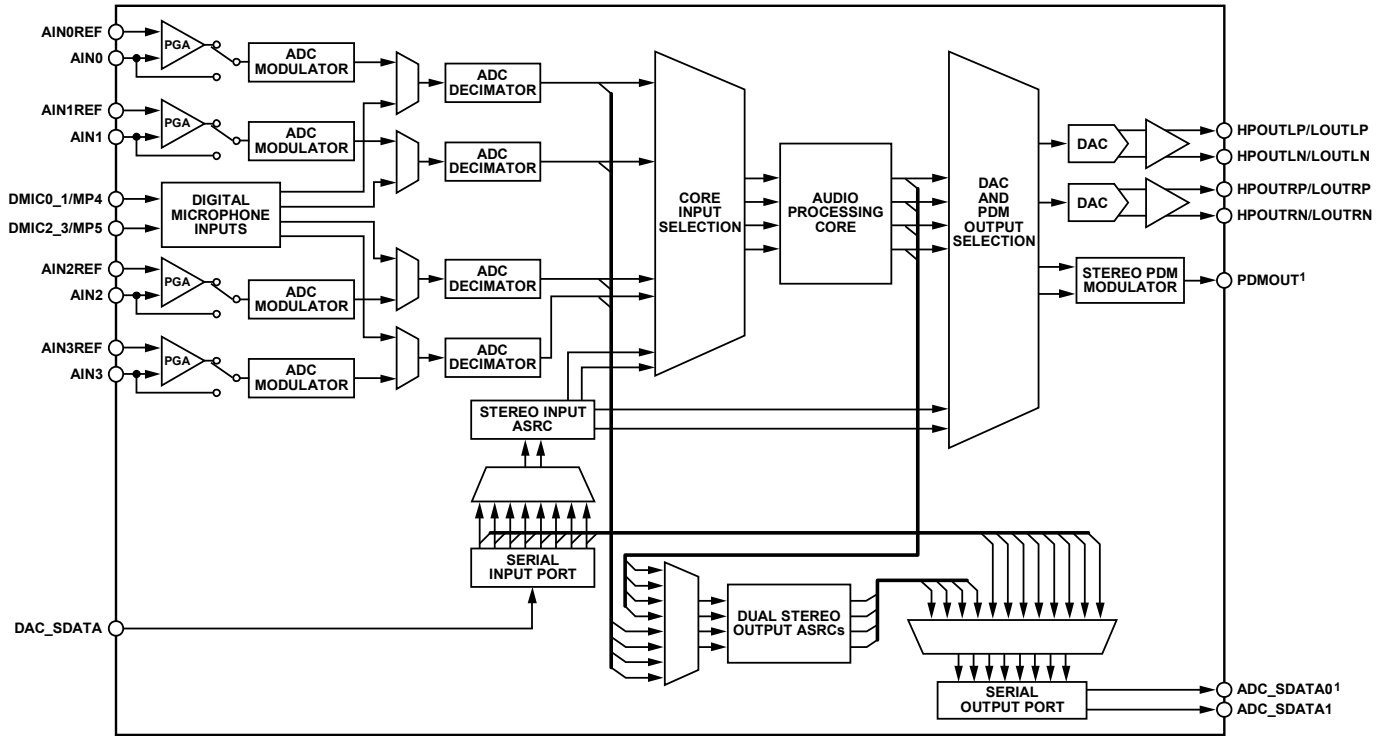 AIN0REF
AIN0
PGA
ADC
MODULATOR
ADC
DECIMATOR
AIN1REF
AIN1
PGA
ADC
MODULATOR
ADC
DECIMATOR
DMIC0_1/MP4
DMIC2_3/MP5
DIGITAL
MICROPHONE
INPUTS
AIN2REF
AIN2
PGA
ADC
MODULATOR
ADC
DECIMATOR
AIN3REF
AIN3
PGA
ADC
MODULATOR
ADC
DECIMATOR
CORE
INPUT
SELECTION
AUDIO
PROCESSING
CORE
DAC
AND
PDM
OUTPUT
SELECTION
DAC
HPOUTLP/LOUTLP
HPOUTLN/LOUTLN
DAC
HPOUTRP/LOUTRP
HPOUTRN/LOUTRN
STEREO PDM
MODULATOR
PDMOUT¹
STEREO INPUT
ASRC
SERIAL
INPUT PORT
DAC_SDATA
DUAL STEREO
OUTPUT ASRCs
SERIAL
OUTPUT PORT
ADC_SDATA0¹
ADC_SDATA1